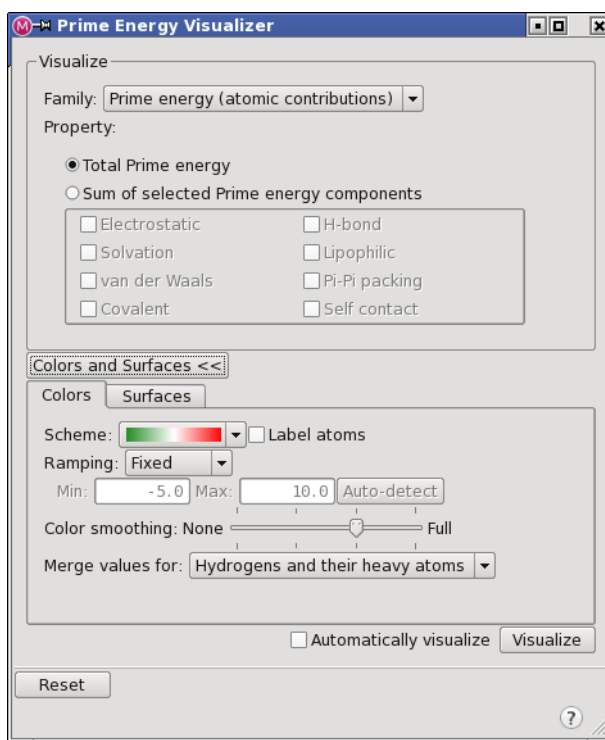 Prime Energy Visualizer
Visualize
Family: Prime energy (atomic contributions)
Property:
Total Prime energy
Sum of selected Prime energy components
Electrostatic H-bond
Solvation Lipophilic
van der Waals Pi-Pi packing
Covalent Self contact
Colors and Surfaces <<
Colors Surfaces
Scheme: Label atoms
Ramping: Fixed
Min: -5.0 Max: 10.0 Auto-detect
Color smoothing: None Full
Merge values for: Hydrogens and their heavy atoms
Automatically visualize Visualize
Reset
?